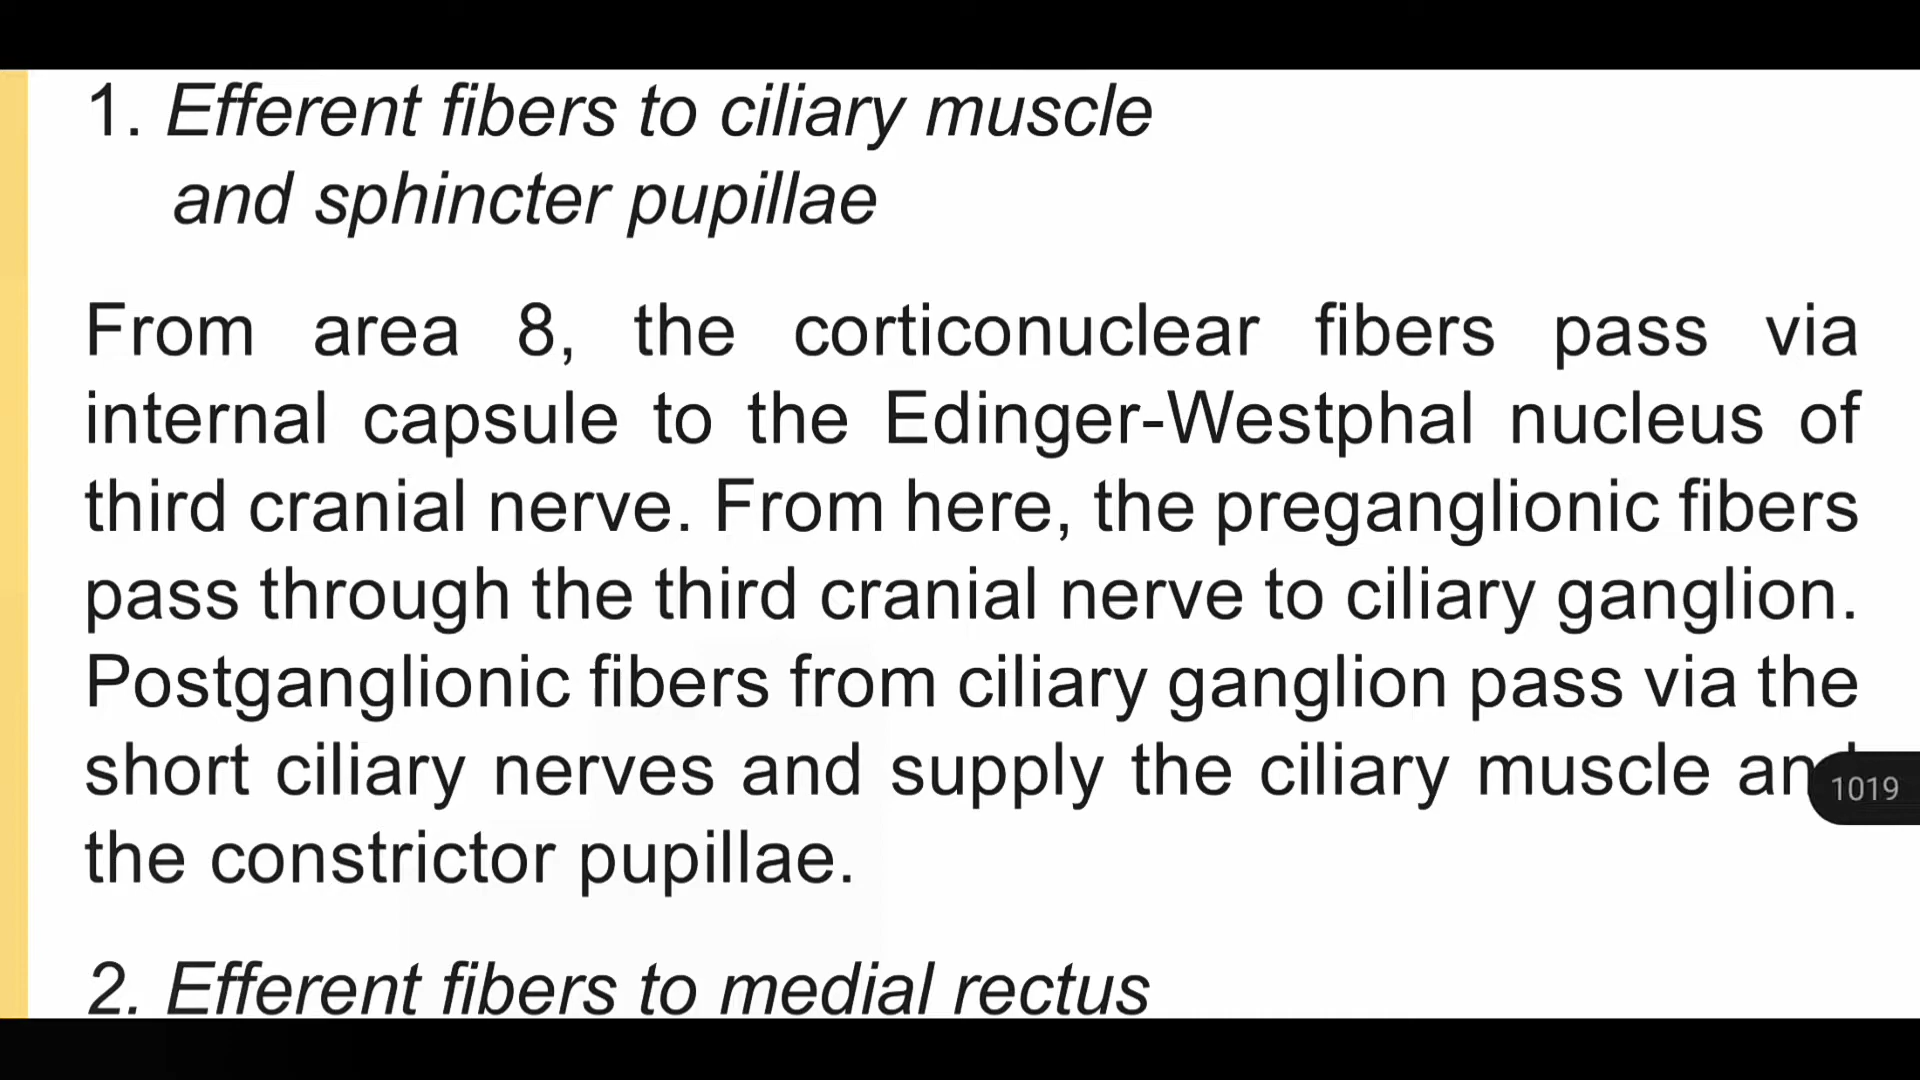 1. Efferent fibers to ciliary muscle
and sphincter pupillae
From area 8, the corticonuclear fibers pass via
internal capsule to the Edinger-Westphal nucleus of
third cranial nerve. From here, the preganglionic fibers
pass through the third cranial nerve to ciliary ganglion.
Postganglionic fibers from ciliary ganglion pass via the
short ciliary nerves and supply the ciliary muscle and
1019
the constrictor pupillae.
2. Efferent fibers to medial rectus